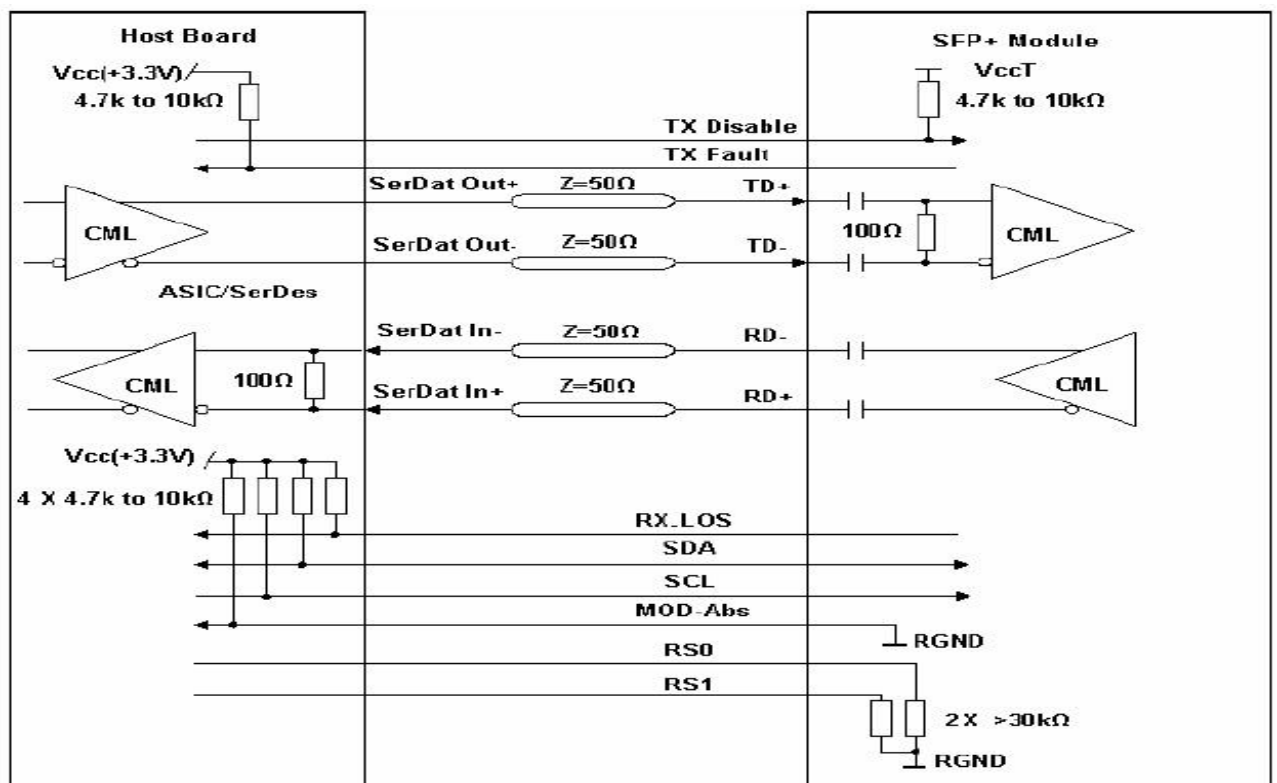 Host Board
SFP+ Module
Vcc(+3.3V)
4.7k to 10kΩ
VccT
4.7k to 10kΩ
TX Disable
TX Fault
SerDat Out+
Z=50Ω
TD+
CML
100Ω
CML
SerDat Out-
Z=50Ω
TD-
ASIC/SerDes
SerDat In-
Z=50Ω
RD-
CML
100Ω
CML
SerDat In+
Z=50Ω
RD+
Vcc(+3.3V)
4 X 4.7k to 10kΩ
RX-LOS
SDA
SCL
MOD-Abs
RGND
RS0
RS1
2X >30kΩ
RGND